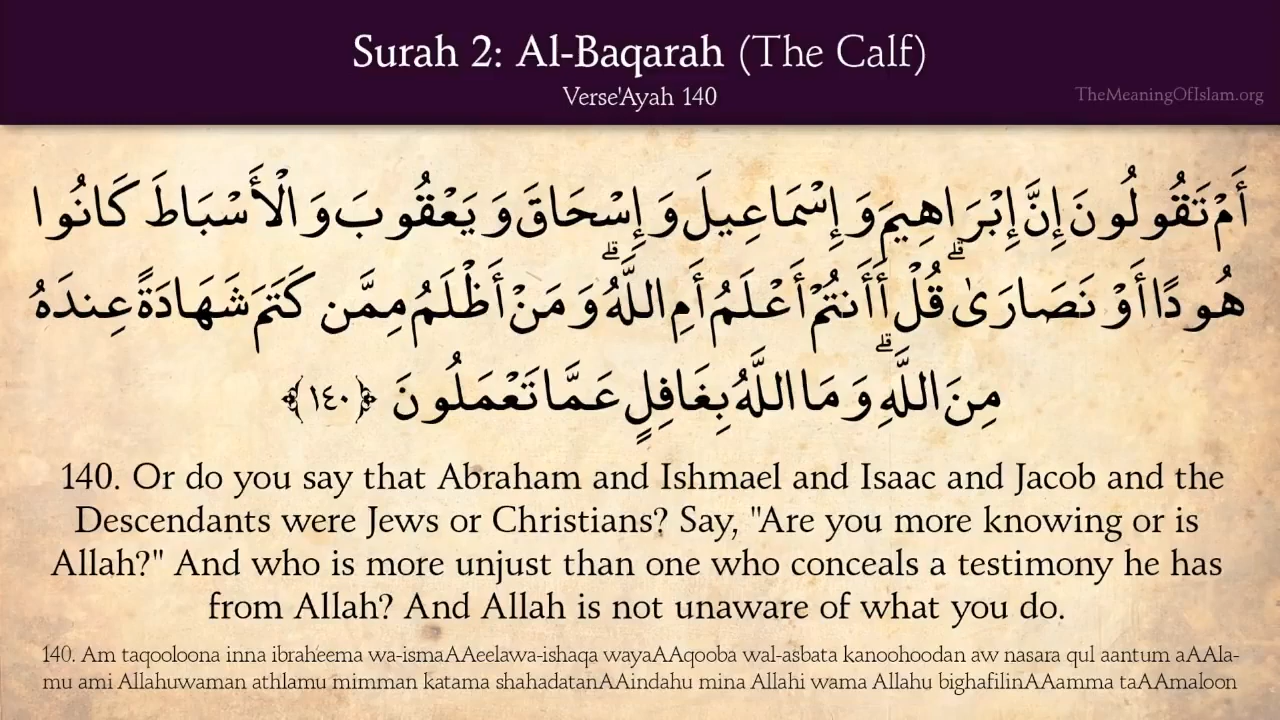 Surah 2: Al-Baqarah (The Calf)
Verse'Ayah 140
TheMeaningOfIslam.org
أَمْ تَقُولُونَ إِنَّ إِبْرَاهِيمَ وَإِسْمَاعِيلَ وَإِسْحَاقَ وَيَعْقُوبَ وَالْأَسْبَاطَ كَانُوا
هُودًا أَوْ نَصَارَىٰ ۗ قُلْ أَأَنتُمْ أَعْلَمُ أَمِ اللَّهُ ۗ وَمَنْ أَظْلَمُ مِمَّن كَتَمَ شَهَادَةً عِندَهُ
مِنَ اللَّهِ ۗ وَمَا اللَّهُ بِغَافِلٍ عَمَّا تَعْمَلُونَ ﴿١٤٠﴾
140. Or do you say that Abraham and Ishmael and Isaac and Jacob and the
Descendants were Jews or Christians? Say, "Are you more knowing or is
Allah?" And who is more unjust than one who conceals a testimony he has
from Allah? And Allah is not unaware of what you do.
140. Am taqooloona inna ibraheema wa-ismaAAeelawa-ishaqa wayaAAqooba wal-asbata kanoohoodan aw nasara qul aantum aAAla-
mu ami Allahuwaman athlamu mimman katama shahadatanAAindahu mina Allahi wama Allahu bighafilinAAamma taAAmaloon